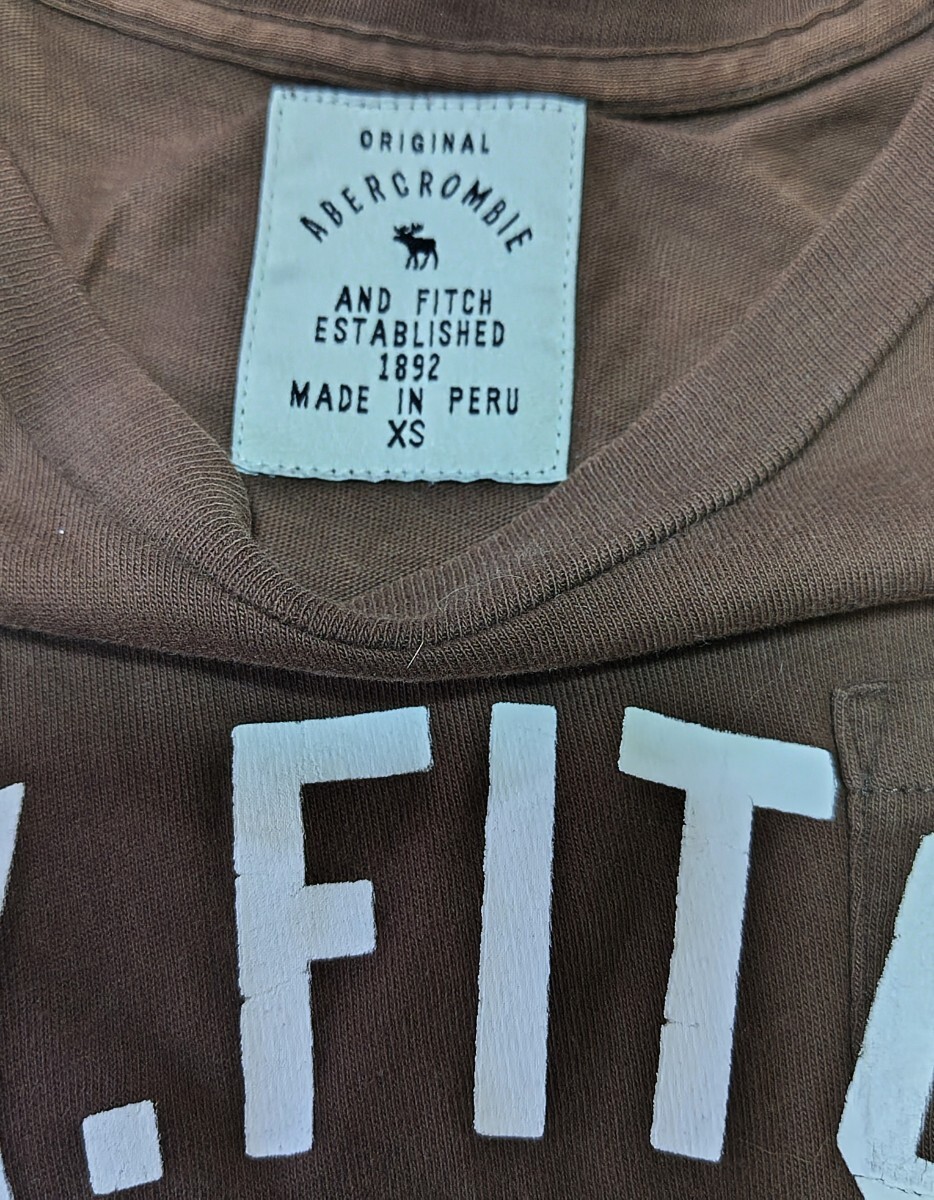 ORIGINAL
ABERCROMBIE
AND FITCH
ESTABLISHED
1892
MADE IN PERU
XS
. FIT